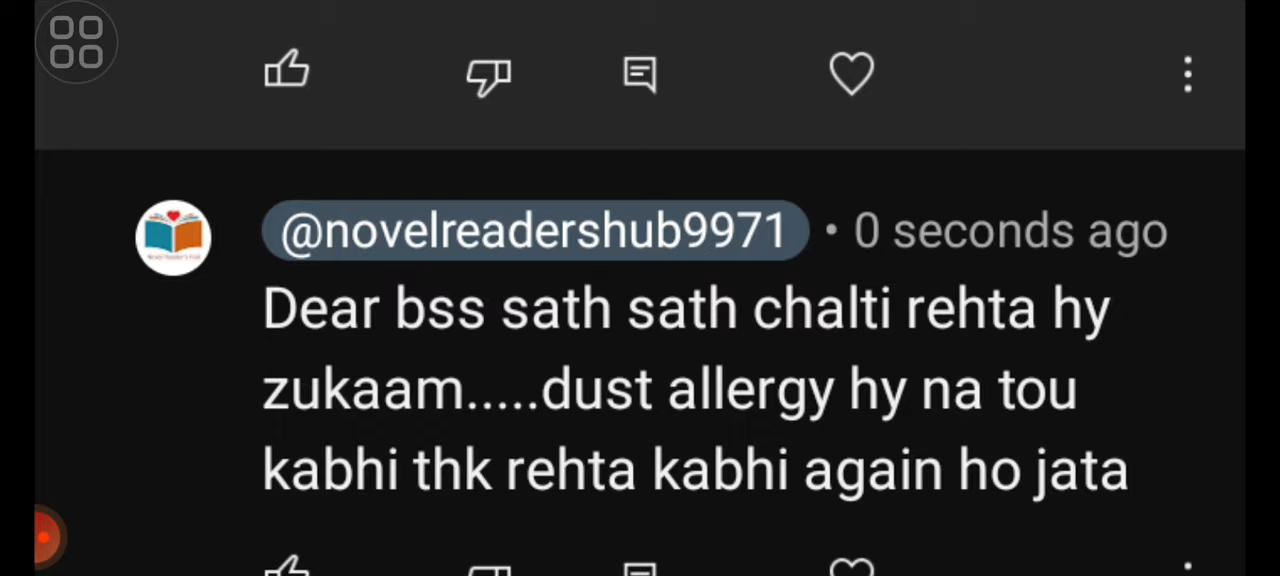 @novelreadershub9971 • 0 seconds ago
Dear bss sath sath chalti rehta hy
zukaam.....dust allergy hy na tou
kabhi thk rehta kabhi again ho jata